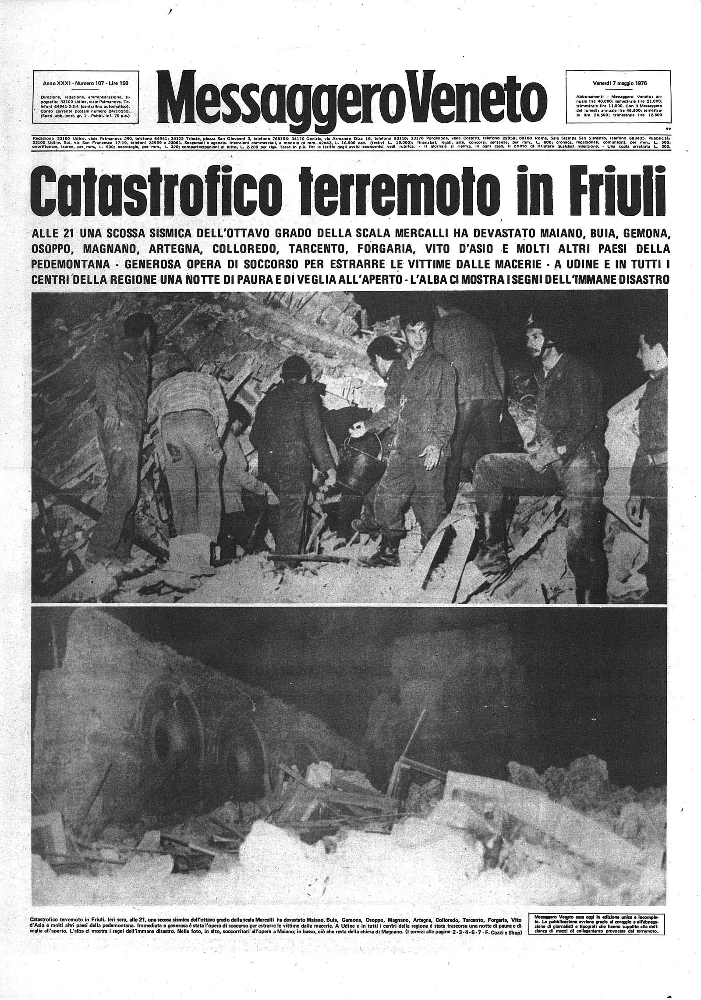 Anno XXXI - Numero 107 - Lire 150
Direzione, redazione, amministrazione, ti-
pografia: 33100 Udine, viale Palmanova. Te-
lefoni 64941-2-3-4 (centralino automatico).
Conto corrente postale numero 24/16552.
(Sped. abb. post. gr. 1 - Pubbl. inf. 70 p.c.)
MessaggeroVeneto
Venerdì 7 maggio 1976
Abbonamenti - Messaggero Veneto: an-
nuale lire 40.000; semestrale lire 21.000;
trimestrale lire 11.000. Con il Messaggero
del lunedì: annuale lire 46.500; semestra-
le lire 24.500; trimestrale lire 12.800
Redazioni: 33100 Udine, viale Palmanova 290, telefono 64941; 34122 Trieste, piazza San Giovanni 3, telefono 768156; 34170 Gorizia, via Armando Diaz 16, telefono 83110; 33170 Pordenone, viale Cossetti, telefono 22958; 00100 Roma, Sala Stampa San Silvestro, telefono 683435. Pubblicità:
33100 Udine, Spi, via San Francesco 17-19, telefoni 22959 e 23061. Succursali e agenzie. Inserzioni commerciali, a modulo di mm. 42x43, L. 16.500 cad. (festivi L. 19.000); finanziari, legali, aste, concorsi, sentenze, per mm., L. 600; cronaca, redazionali, comunicati, per mm., L. 500;
onorificenze, lauree, per mm., L. 500; necrologie, per mm., L. 320; compartecipazioni al lutto, L. 2.200 per riga. Tasse in più. Per le tariffe degli avvisi economici vedi rubrica. - Il giornale si riserva, in ogni caso, il diritto di rifiutare qualsiasi inserzione. - Una copia arretrata L. 300.
Catastrofico terremoto in Friuli
ALLE 21 UNA SCOSSA SISMICA DELL'OTTAVO GRADO DELLA SCALA MERCALLI HA DEVASTATO MAIANO, BUIA, GEMONA,
OSOPPO, MAGNANO, ARTEGNA, COLLOREDO, TARCENTO, FORGARIA, VITO D'ASIO E MOLTI ALTRI PAESI DELLA
PEDEMONTANA - GENEROSA OPERA DI SOCCORSO PER ESTRARRE LE VITTIME DALLE MACERIE - A UDINE E IN TUTTI I
CENTRI DELLA REGIONE UNA NOTTE DI PAURA E DI VEGLIA ALL'APERTO - L'ALBA CI MOSTRA I SEGNI DELL'IMMANE DISASTRO
Catastrofico terremoto in Friuli. Ieri sera, alle 21, una scossa sismica dell'ottavo grado della scala Mercalli ha devastato Maiano, Buia, Gemona, Osoppo, Magnano, Artegna, Colloredo, Tarcento, Forgaria, Vito
d'Asio e molti altri paesi della pedemontana. Immediata e generosa è stata l'opera di soccorso per estrarre le vittime dalle macerie. A Udine e in tutti i centri della regione è stata trascorsa una notte di paura e di
veglia all'aperto. L'alba ci mostra i segni dell'immane disastro. Nelle foto, in alto, soccorritori all'opera a Maiano; in basso, ciò che resta della chiesa di Magnano. (I servizi alle pagine 2-3-4-6-7 - F. Cozzi e Shop)
Messaggero Veneto esce oggi in edizione unica e incomple-
ta. La pubblicazione avviene grazie al coraggio e all'abnega-
zione di giornalisti e tipografi che hanno supplito alla defi-
cienza di mezzi di collegamento provocata dal terremoto.